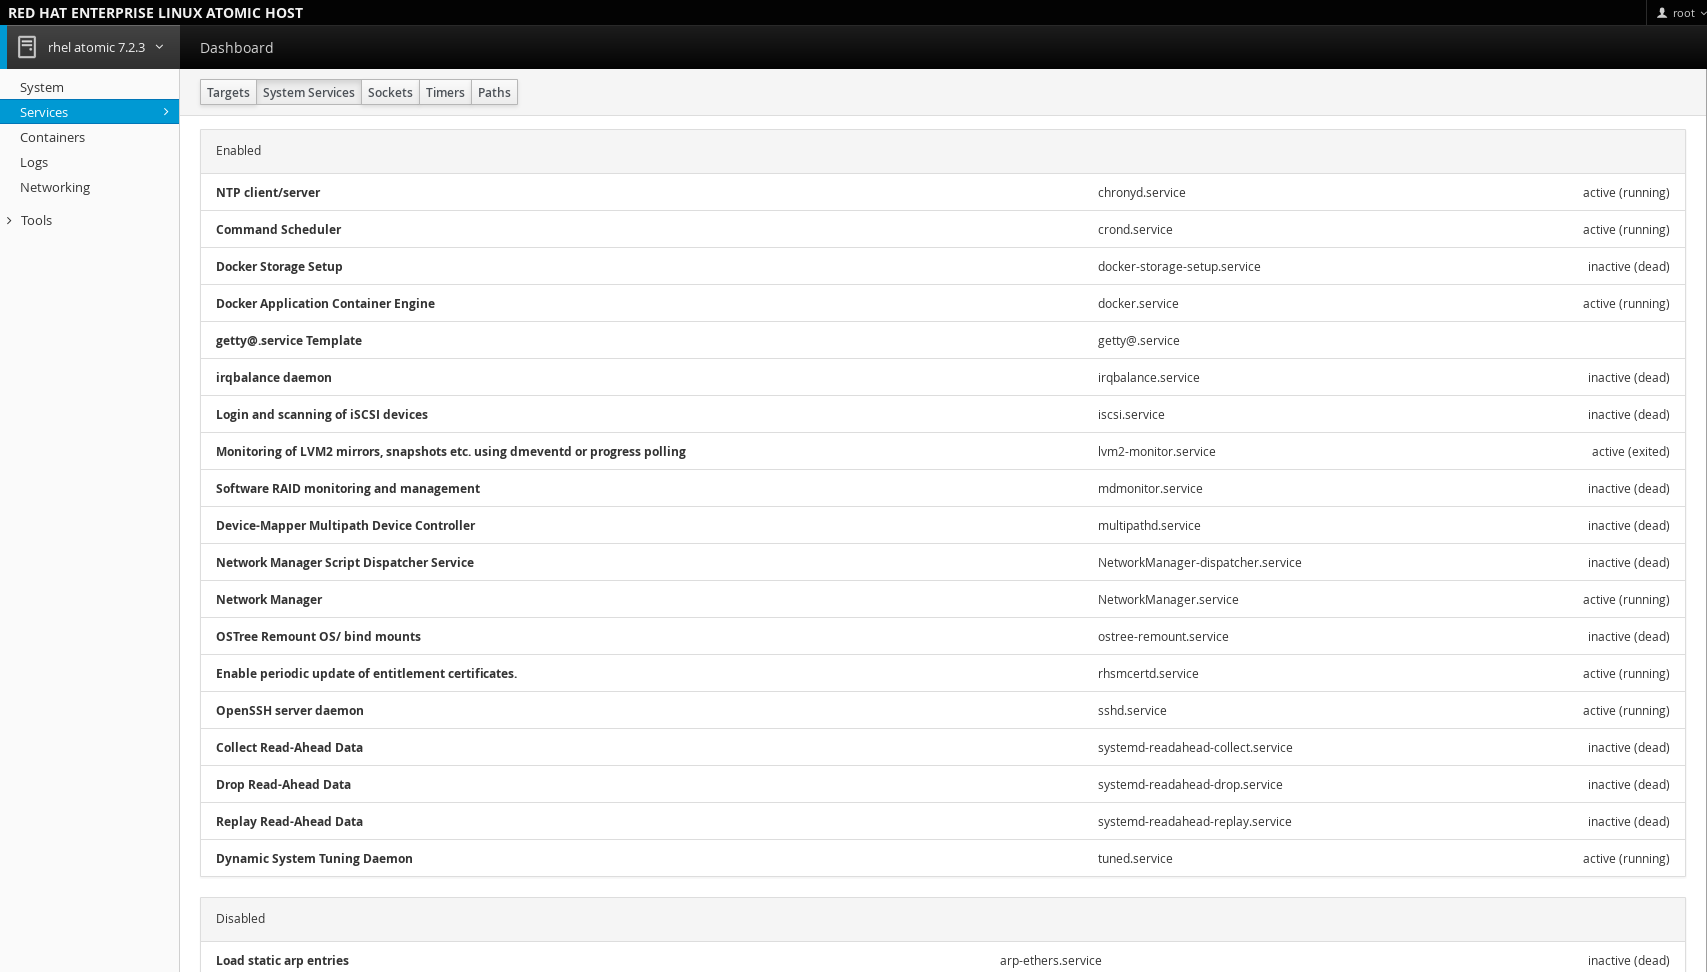 RED HAT ENTERPRISE LINUX ATOMIC HOST root
rhel atomic 7.2.3 Dashboard
System
Services
Containers
Logs
Networking
Tools
Targets System Services Sockets Timers Paths
Enabled
NTP client/server chronyd.service active (running)
Command Scheduler crond.service active (running)
Docker Storage Setup docker-storage-setup.service inactive (dead)
Docker Application Container Engine docker.service active (running)
getty@.service Template getty@.service
irqbalance daemon irqbalance.service inactive (dead)
Login and scanning of iSCSI devices iscsi.service inactive (dead)
Monitoring of LVM2 mirrors, snapshots etc. using dmeventd or progress polling lvm2-monitor.service active (exited)
Software RAID monitoring and management mdmonitor.service inactive (dead)
Device-Mapper Multipath Device Controller multipathd.service inactive (dead)
Network Manager Script Dispatcher Service NetworkManager-dispatcher.service inactive (dead)
Network Manager NetworkManager.service active (running)
OSTree Remount OS/ bind mounts ostree-remount.service inactive (dead)
Enable periodic update of entitlement certificates. rhsmcertd.service active (running)
OpenSSH server daemon sshd.service active (running)
Collect Read-Ahead Data systemd-readahead-collect.service inactive (dead)
Drop Read-Ahead Data systemd-readahead-drop.service inactive (dead)
Replay Read-Ahead Data systemd-readahead-replay.service inactive (dead)
Dynamic System Tuning Daemon tuned.service active (running)
Disabled
Load static arp entries arp-ethers.service inactive (dead)